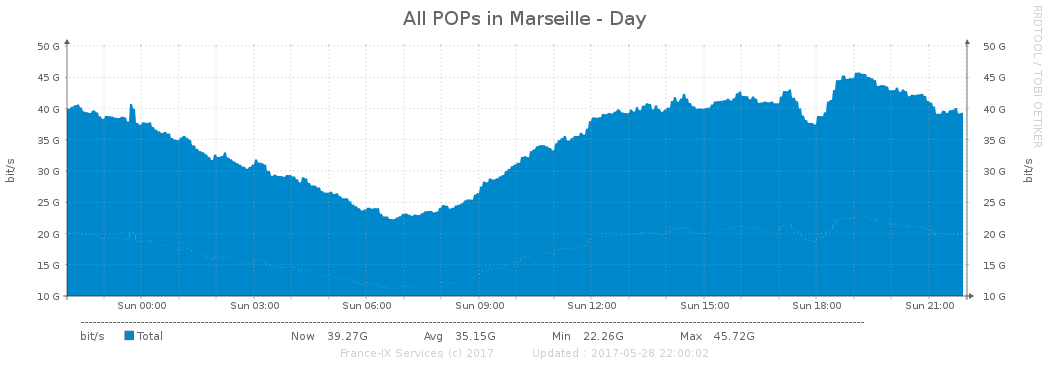 All POPs in Marseille - Day
RRDTOOL / TOBI OETIKER
50 G 50 G
45 G 45 G
40 G 40 G
35 G 35 G
30 G 30 G
25 G 25 G
20 G 20 G
15 G 15 G
10 G 10 G
bit/s
bit/s
Sun 00:00 Sun 03:00 Sun 06:00 Sun 09:00 Sun 12:00 Sun 15:00 Sun 18:00 Sun 21:00
bit/s Total Now 39.27G Avg 35.15G Min 22.26G Max 45.72G
France-IX Services (c) 2017 Updated : 2017-05-28 22:00:02